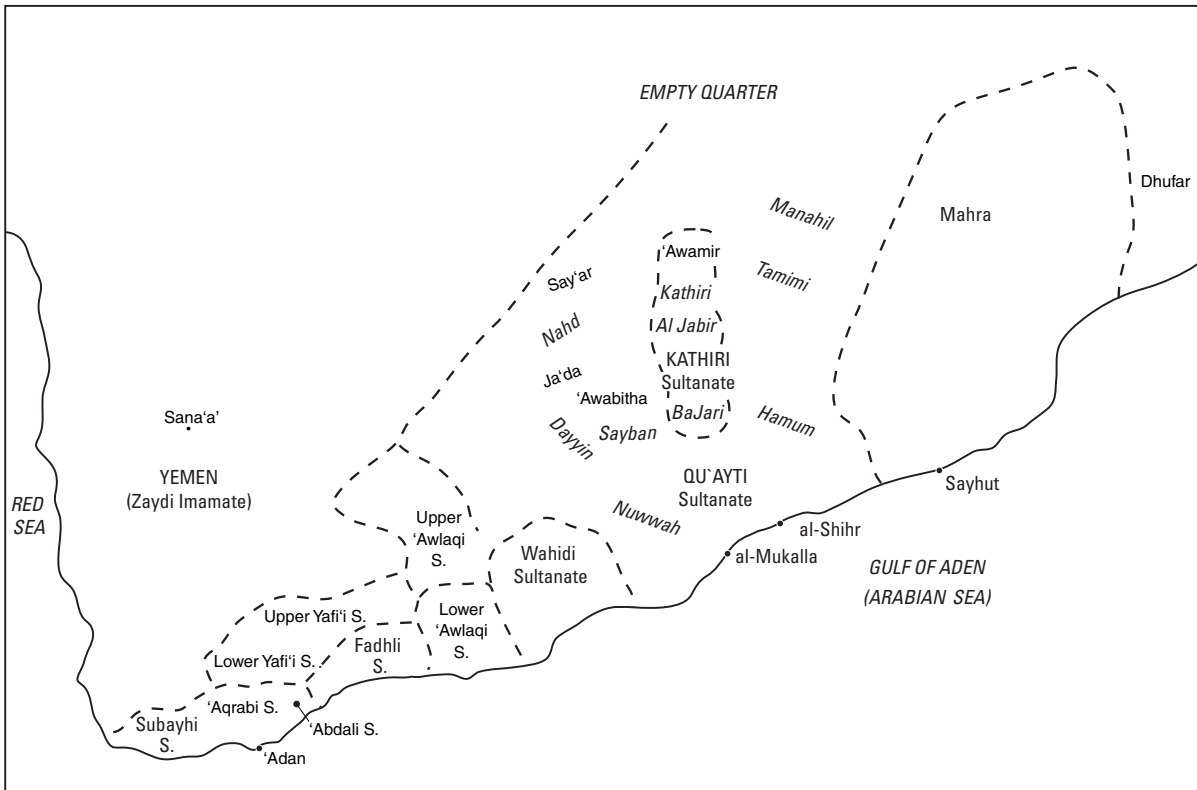 EMPTY QUARTER
Dhufar
Manahil
Mahra
‘Awamir
Tamimi
Say‘ar
Kathiri
Nahd
Al Jabir
KATHIRI
Sultanate
Ja‘da
‘Awabitha
BaJari
Hamum
Dayyin
Sayban
Sana‘a’
YEMEN
(Zaydi Imamate)
QU`AYTI
Sultanate
Sayhut
RED
SEA
Nuwwah
al-Shihr
Upper
‘Awlaqi
S.
Wahidi
Sultanate
al-Mukalla
GULF OF ADEN
(ARABIAN SEA)
Upper Yafi‘i S.
Lower
‘Awlaqi
S.
Fadhli
S.
Lower Yafi‘i S.
‘Aqrabi S.
Subayhi
S.
‘Abdali S.
‘Adan